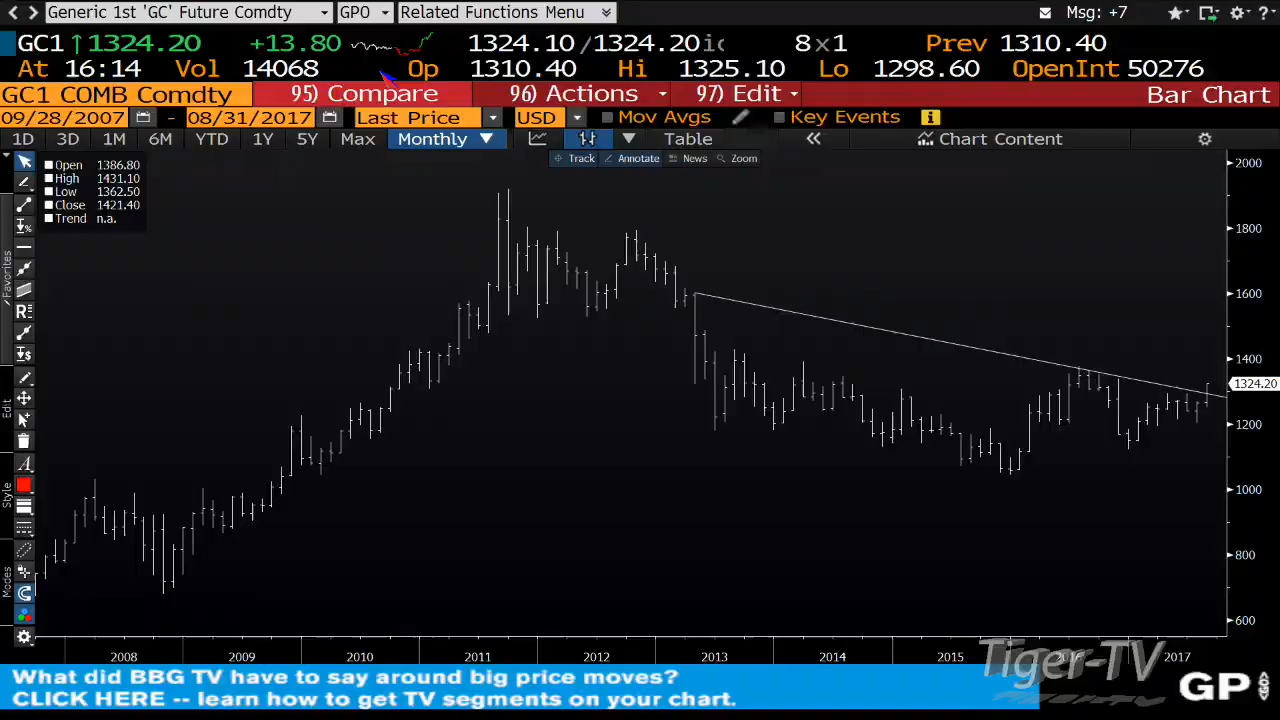 Generic 1st 'GC' Future Comdty GPO Related Functions Menu Msg: +7
GC1 ↑1324.20 +13.80 1324.10/1324.20ic 8x1 Prev 1310.40
At 16:14 Vol 14068 Op 1310.40 Hi 1325.10 Lo 1298.60 OpenInt 50276
GC1 COMB Comdty 95) Compare 96) Actions 97) Edit Bar Chart
09/28/2007 - 08/31/2017 Last Price USD Mov Avgs Key Events
1D 3D 1M 6M YTD 1Y 5Y Max Monthly ▼ Table « Chart Content
Track Annotate News Zoom
Open 1386.80
High 1431.10
Low 1362.50
Close 1421.40
Trend n.a.
Favorites
Edit
Style
Modes
2000
1800
1600
1400
1324.20
1200
1000
800
600
2008 2009 2010 2011 2012 2013 2014 2015 2016 2017
Tiger-TV
What did BBG TV have to say around big price moves?
CLICK HERE -- learn how to get TV segments on your chart.
GP